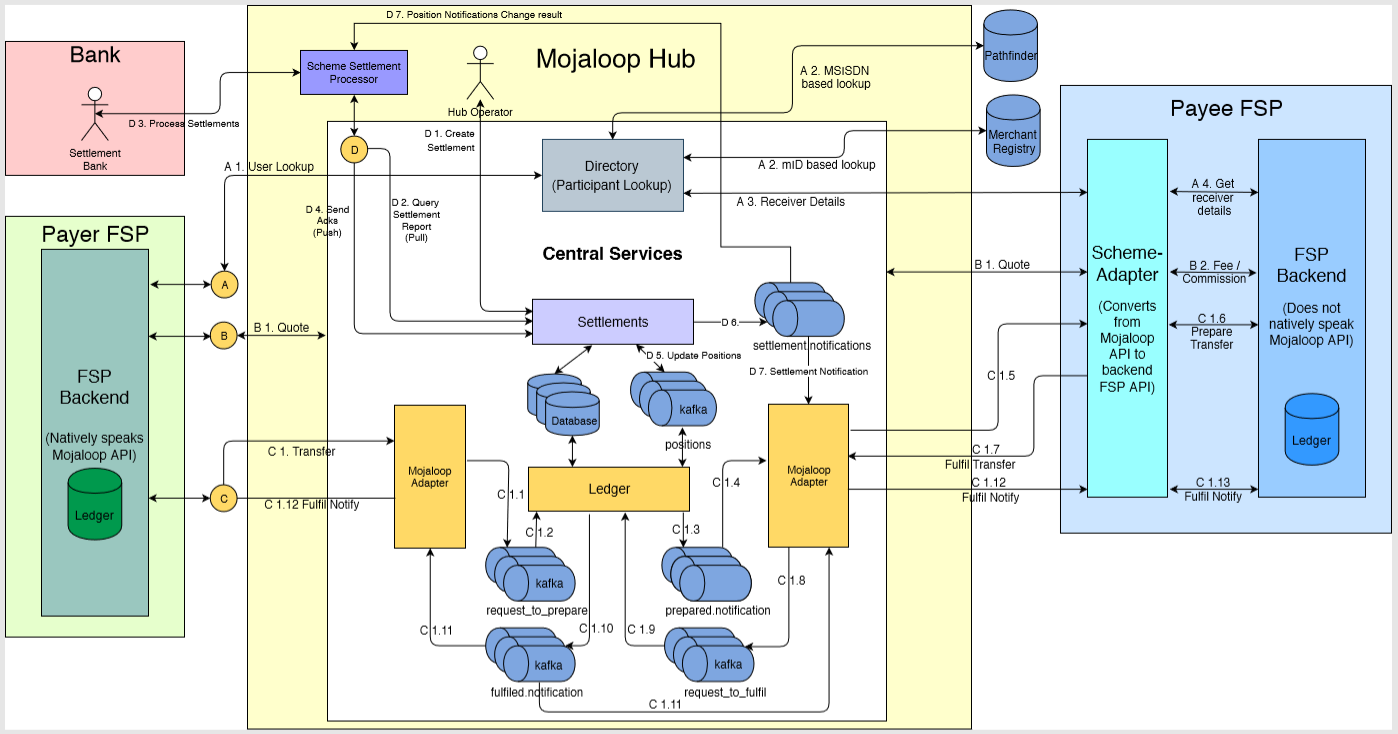 D 7. Position Notifications Change result
Bank
Scheme Settlement
Processor
Mojaloop Hub
Pathfinder
A 2. MSISDN
based lookup
Hub Operator
D 3. Process Settlements
Settlement
Bank
D 1. Create
Settlement
Merchant
Registry
Payee FSP
D
A 1. User Lookup
Directory
(Participant Lookup)
A 2. mID based lookup
A 3. Receiver Details
A 4. Get
receiver
details
D 4. Send
Acks
(Push)
D 2. Query
Settlement
Report
(Pull)
Payer FSP
Central Services
Scheme-
Adapter
(Converts
from
Mojaloop
API to
backend
FSP API)
FSP
Backend
(Does not
natively speak
Mojaloop API)
B 1. Quote
B 2. Fee /
Commission
A
B
B 1. Quote
Settlements
D 6.
settlement.notifications
C 1.6
Prepare
Transfer
D 5. Update Positions
D 7. Settlement Notification
FSP
Backend
(Natively speaks
Mojaloop API)
Database
kafka
positions
C 1.5
Ledger
C 1. Transfer
Mojaloop
Adapter
C 1.1
Ledger
C 1.4
Mojaloop
Adapter
C 1.7
Fulfil Transfer
C
C 1.12 Fulfil Notify
C 1.12
Fulfil Notify
C 1.13
Fulfil Notify
Ledger
C 1.2
C 1.3
kafka
request_to_prepare
prepared.notification
C 1.8
C 1.11
C 1.10
C 1.9
kafka
fulfiled.notification
kafka
request_to_fulfil
C 1.11